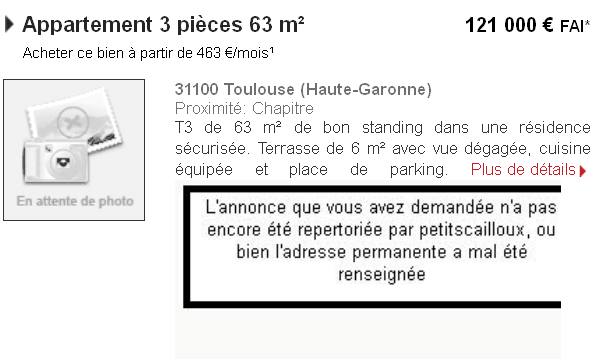 Appartement 3 pièces 63 m² 121 000 € FAI*
Acheter ce bien à partir de 463 €/mois¹
31100 Toulouse (Haute-Garonne)
Proximité: Chapitre
T3 de 63 m² de bon standing dans une résidence
sécurisée. Terrasse de 6 m² avec vue dégagée, cuisine
équipée et place de parking. Plus de détails
En attente de photo
L'annonce que vous avez demandée n'a pas
encore été repertoriée par petitscailloux, ou
bien l'adresse permanente a mal été
renseignée